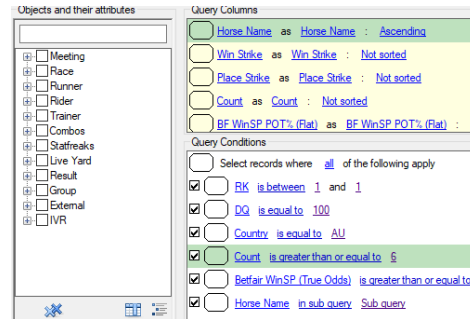 Objects and their attributes
Meeting
Race
Runner
Rider
Trainer
Combos
Statfreaks
Live Yard
Result
Group
External
IVR
Query Columns
Horse Name as Horse Name : Ascending
Win Strike as Win Strike : Not sorted
Place Strike as Place Strike : Not sorted
Count as Count : Not sorted
BF WinSP POT% (Flat) as BF WinSP POT% (Flat) :
Query Conditions
Select records where all of the following apply
RK is between 1 and 1
DQ is equal to 100
Country is equal to AU
Count is greater than or equal to 6
Betfair WinSP (True Odds) is greater than or equal to
Horse Name in sub query Sub query